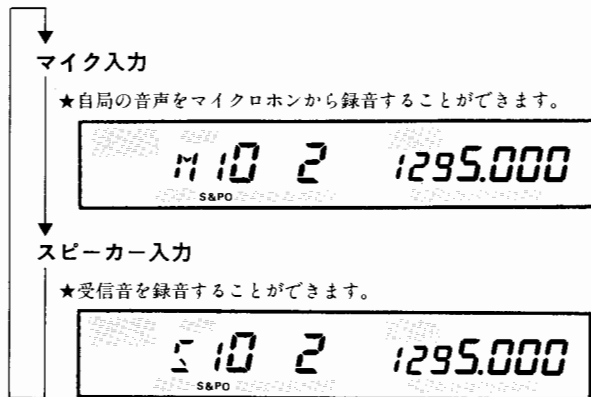 マイク入力
★自局の音声をマイクロホンから録音することができます。
M10 2 1295.000
S&PO
スピーカー入力
★受信音を録音することができます。
S10 2 1295.000
S&PO